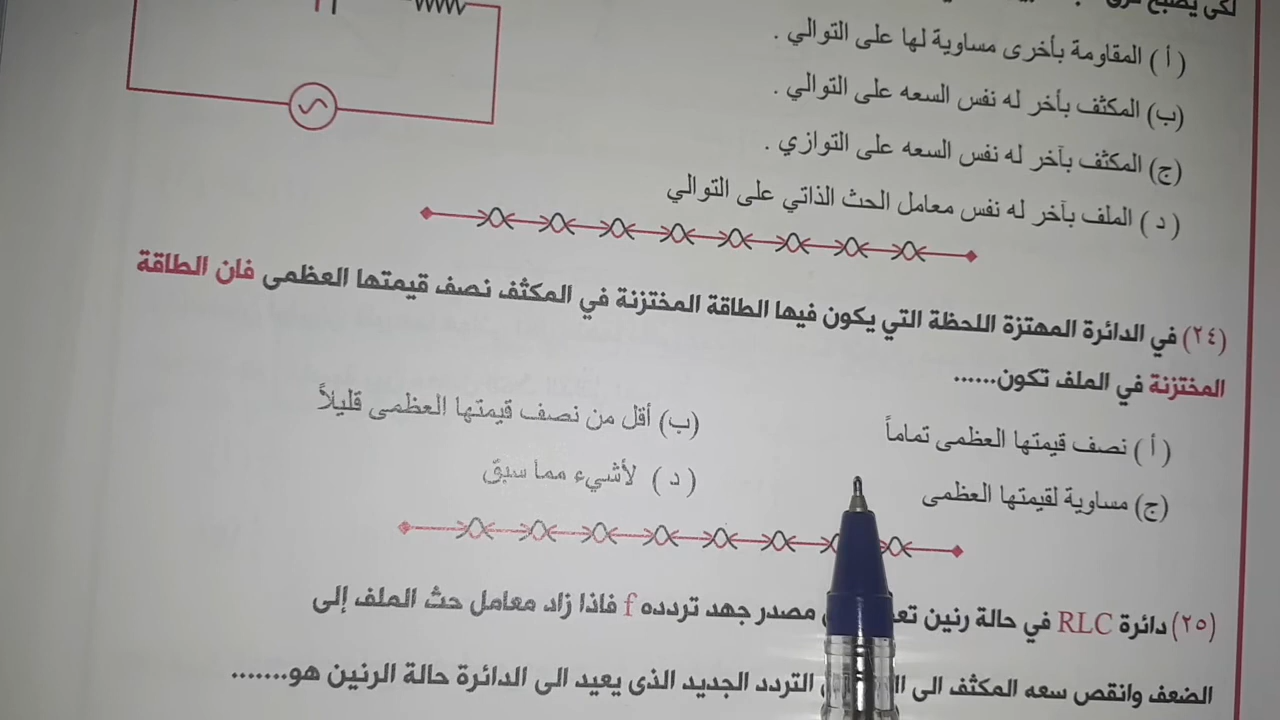 لكي يصبح فرق
( أ ) المقاومة بأخرى مساوية لها على التوالي .
(ب) المكثف بأخر له نفس السعه على التوالي .
(ج) المكثف بآخر له نفس السعه على التوازي .
( د ) الملف بآخر له نفس معامل الحث الذاتي على التوالي
(٢٤) في الدائرة المهتزة اللحظة التي يكون فيها الطاقة المختزنة في المكثف نصف قيمتها العظمى فان الطاقة
المختزنة في الملف تكون......
( أ ) نصف قيمتها العظمى تماماً (ب) أقل من نصف قيمتها العظمى قليلاً
(ج) مساوية لقيمتها العظمى ( د ) لأشيء مما سبق
(٢٥) دائرة RLC في حالة رنين مصدر جهد تردده f فاذا زاد معامل حث الملف إلى
الضعف وانقص سعه المكثف الى التردد الجديد الذى يعيد الى الدائرة حالة الرنين هو.......